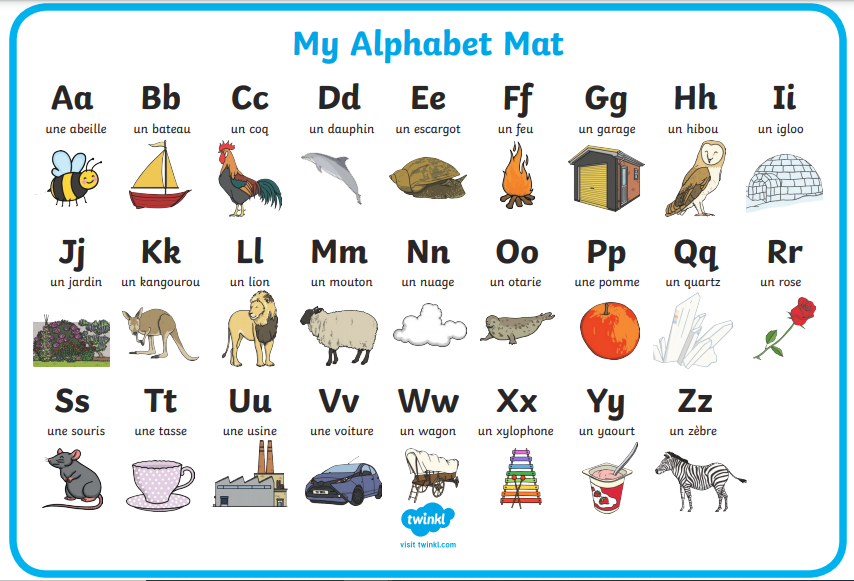 My Alphabet Mat
Aa Bb Cc Dd Ee Ff Gg Hh Ii
une abeille un bateau un coq un dauphin un escargot un feu un garage un hibou un igloo
Jj Kk Ll Mm Nn Oo Pp Qq Rr
un jardin un kangourou un lion un mouton un nuage un otarie une pomme un quartz un rose
Ss Tt Uu Vv Ww Xx Yy Zz
une souris une tasse une usine une voiture un wagon un xylophone un yaourt un zèbre
twinkl
visit twinkl.com